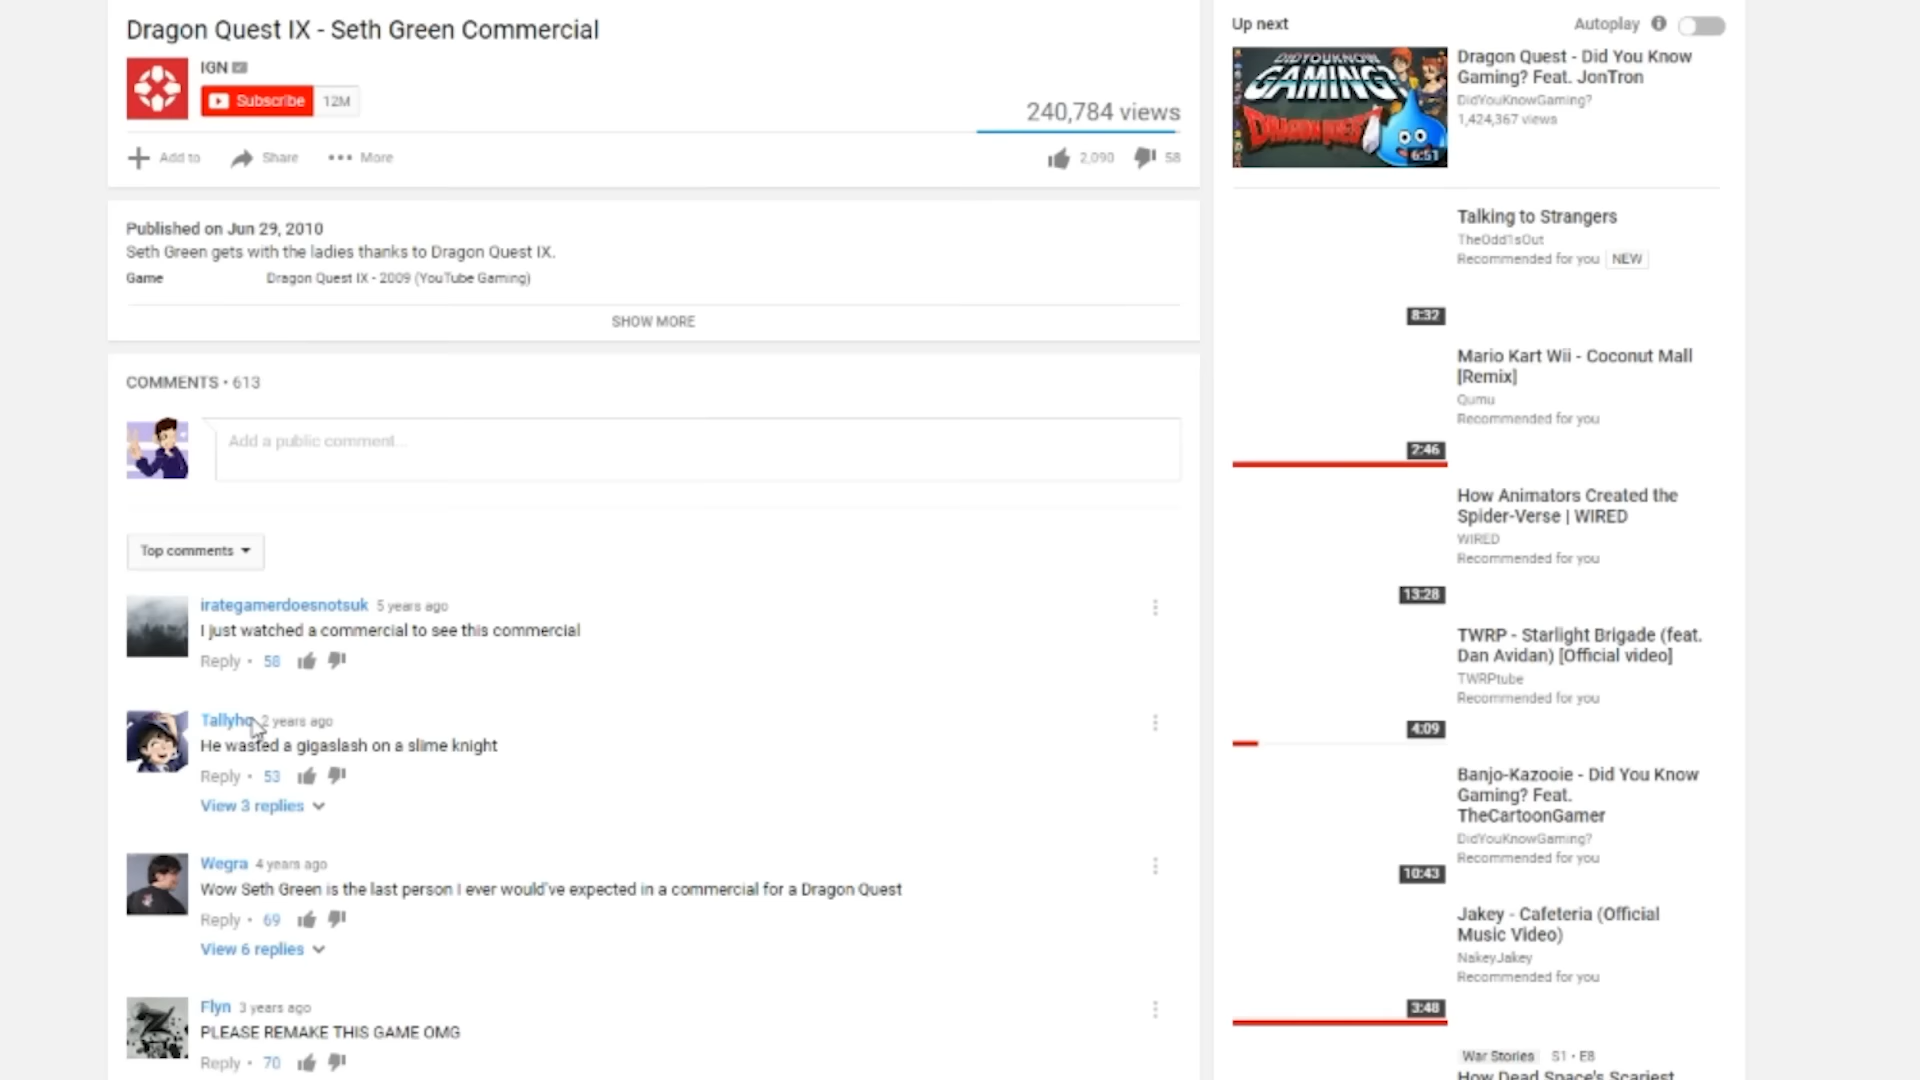 Dragon Quest IX - Seth Green Commercial
IGN
Subscribe 12M
240,784 views
Add to Share More
2,090 58
Published on Jun 29, 2010
Seth Green gets with the ladies thanks to Dragon Quest IX.
Game Dragon Quest IX - 2009 (YouTube Gaming)
SHOW MORE
COMMENTS • 613
Add a public comment...
Top comments
irategamerdoesnotsuk 5 years ago
I just watched a commercial to see this commercial
Reply • 58
Tallyho 2 years ago
He wasted a gigaslash on a slime knight
Reply • 53
View 3 replies
Wegra 4 years ago
Wow Seth Green is the last person I ever would've expected in a commercial for a Dragon Quest
Reply • 69
View 6 replies
Flyn 3 years ago
PLEASE REMAKE THIS GAME OMG
Reply • 70
Up next Autoplay
DIDYOUKNOW
GAMING?
DRAGON QUEST
6:51
Dragon Quest - Did You Know
Gaming? Feat. JonTron
DidYouKnowGaming?
1,424,367 views
Talking to Strangers
TheOdd1sOut
Recommended for you NEW
8:32
Mario Kart Wii - Coconut Mall
[Remix]
Qumu
Recommended for you
2:46
How Animators Created the
Spider-Verse | WIRED
WIRED
Recommended for you
13:28
TWRP - Starlight Brigade (feat.
Dan Avidan) [Official video]
TWRPtube
Recommended for you
4:09
Banjo-Kazooie - Did You Know
Gaming? Feat.
TheCartoonGamer
DidYouKnowGaming?
Recommended for you
10:43
Jakey - Cafeteria (Official
Music Video)
NakeyJakey
Recommended for you
3:48
War Stories S1 • E8
How Dead Space's Scariest